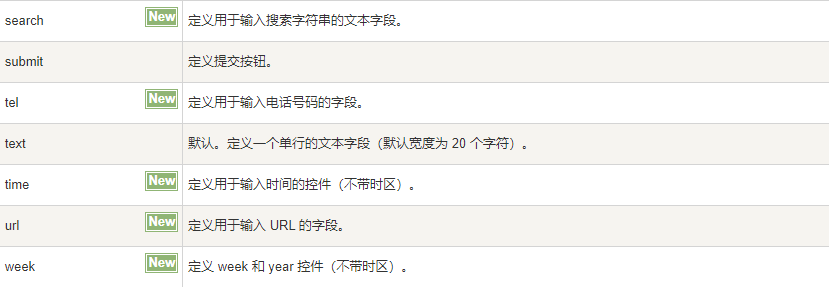 search New 定义用于输入搜素字符串的文本字段。
submit 定义提交按钮。
tel New 定义用于输入电话号码的字段。
text 默认。定义一个单行的文本字段（默认宽度为 20 个字符）。
time New 定义用于输入时间的控件（不带时区）。
url New 定义用于输入 URL 的字段。
week New 定义 week 和 year 控件（不带时区）。